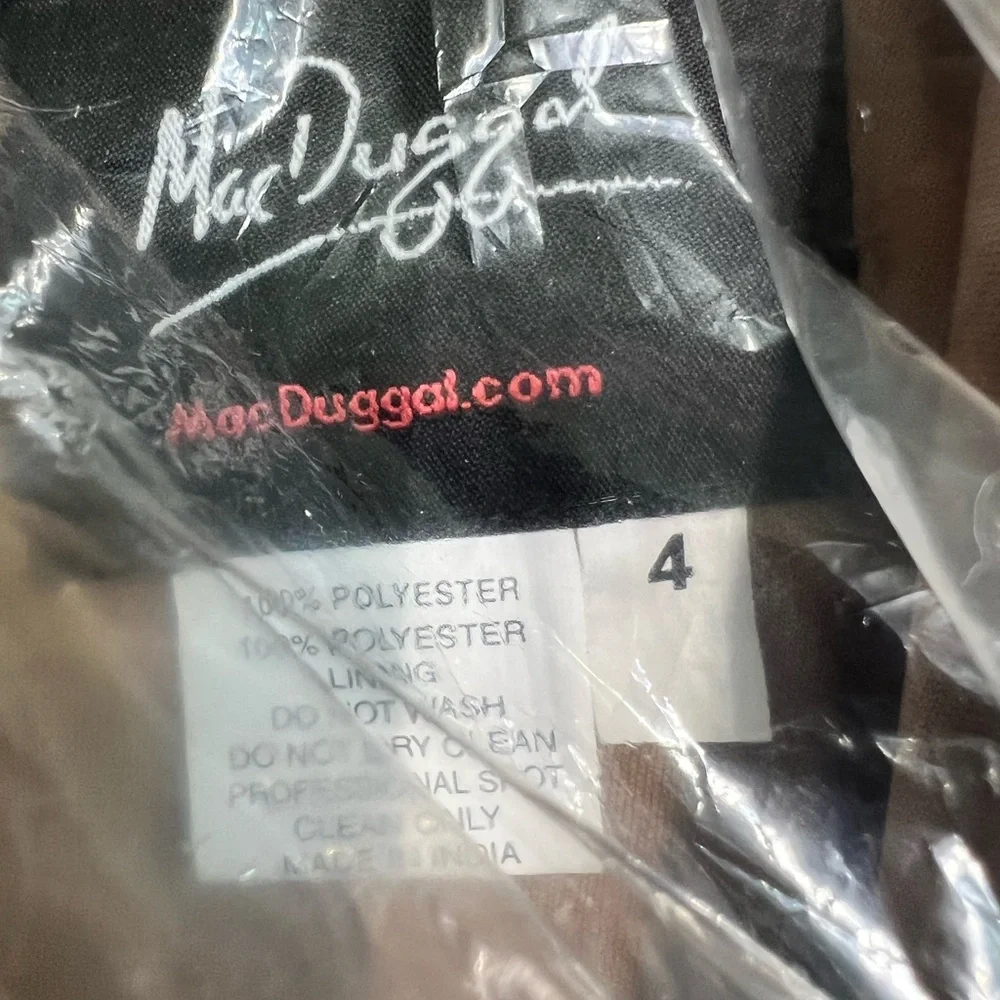 Mac Duggal
MacDuggal.com
4
100% POLYESTER
100% POLYESTER
LINING
DO NOT WASH
DO NOT DRY CLEAN
PROFESSIONAL SPOT
CLEAN ONLY
MADE IN INDIA